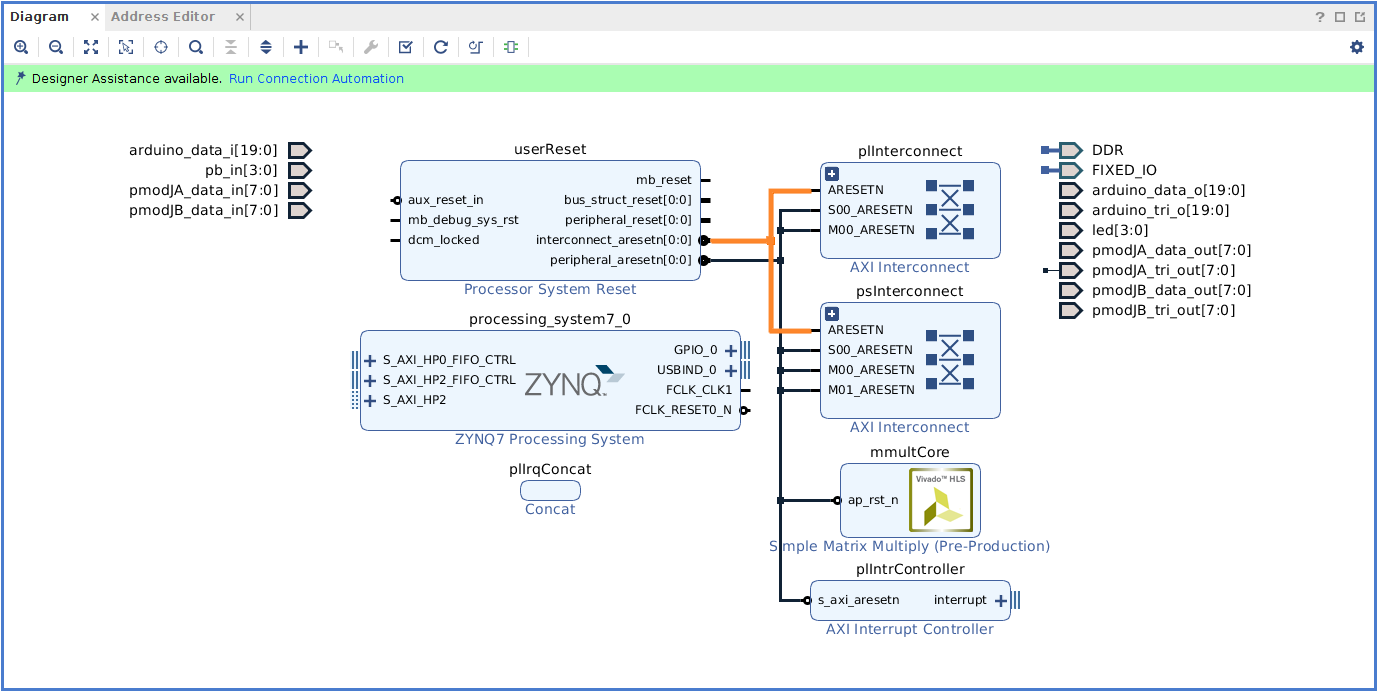 Diagram
Address Editor
Designer Assistance available. Run Connection Automation
arduino_data_i[19:0]
pb_in[3:0]
pmodJA_data_in[7:0]
pmodJB_data_in[7:0]
userReset
mb_reset
aux_reset_in
bus_struct_reset[0:0]
mb_debug_sys_rst
peripheral_reset[0:0]
dcm_locked
interconnect_aresetn[0:0]
peripheral_aresetn[0:0]
Processor System Reset
processing_system7_0
S_AXI_HP0_FIFO_CTRL
S_AXI_HP2_FIFO_CTRL
S_AXI_HP2
ZYNQ
GPIO_0
USBIND_0
FCLK_CLK1
FCLK_RESET0_N
ZYNQ7 Processing System
plIrqConcat
Concat
plInterconnect
ARESETN
S00_ARESETN
M00_ARESETN
AXI Interconnect
psInterconnect
ARESETN
S00_ARESETN
M00_ARESETN
M01_ARESETN
AXI Interconnect
mmultCore
ap_rst_n
Vivado™ HLS
Simple Matrix Multiply (Pre-Production)
plIntrController
s_axi_aresetn
interrupt
AXI Interrupt Controller
DDR
FIXED_IO
arduino_data_o[19:0]
arduino_tri_o[19:0]
led[3:0]
pmodJA_data_out[7:0]
pmodJA_tri_out[7:0]
pmodJB_data_out[7:0]
pmodJB_tri_out[7:0]